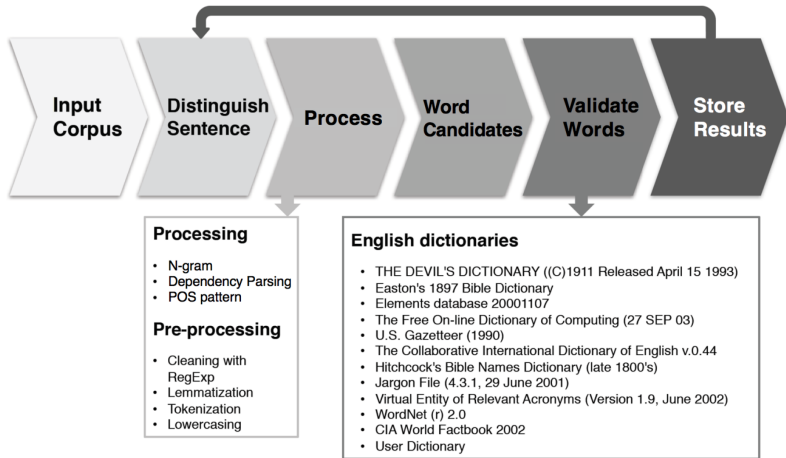 Input
Corpus
Distinguish
Sentence
Process
Word
Candidates
Validate
Words
Store
Results
Processing
• N-gram
• Dependency Parsing
• POS pattern
Pre-processing
• Cleaning with
RegExp
• Lemmatization
• Tokenization
• Lowercasing
English dictionaries
• THE DEVIL'S DICTIONARY ((C)1911 Released April 15 1993)
• Easton's 1897 Bible Dictionary
• Elements database 20001107
• The Free On-line Dictionary of Computing (27 SEP 03)
• U.S. Gazetteer (1990)
• The Collaborative International Dictionary of English v.0.44
• Hitchcock's Bible Names Dictionary (late 1800's)
• Jargon File (4.3.1, 29 June 2001)
• Virtual Entity of Relevant Acronyms (Version 1.9, June 2002)
• WordNet (r) 2.0
• CIA World Factbook 2002
• User Dictionary